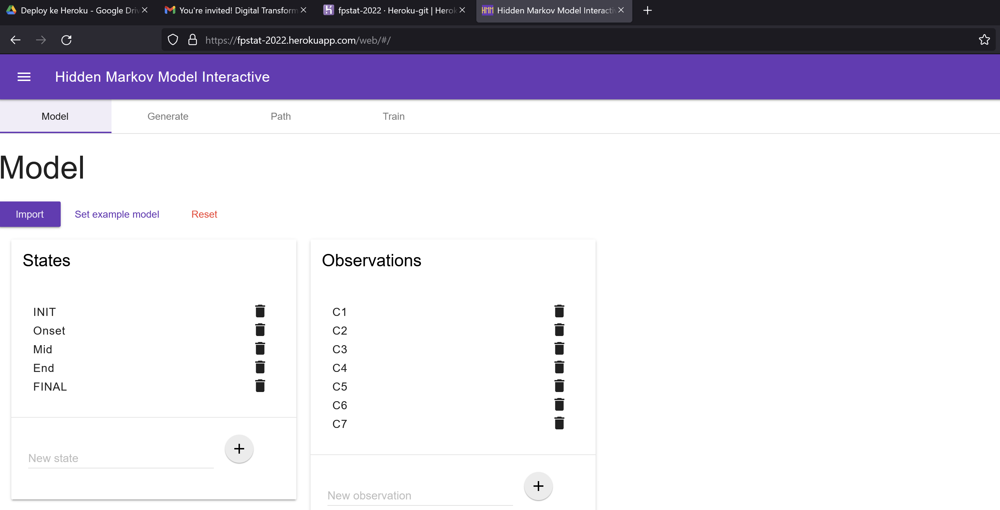 Deploy ke Heroku - Google Driv
You're invited! Digital Transform
fpstat-2022 · Heroku-git | Herok
HMM Hidden Markov Model Interactiv
https://fpstat-2022.herokuapp.com/web/#/
Hidden Markov Model Interactive
Model Generate Path Train
Model
Import Set example model Reset
States
INIT
Onset
Mid
End
FINAL
New state
Observations
C1
C2
C3
C4
C5
C6
C7
New observation